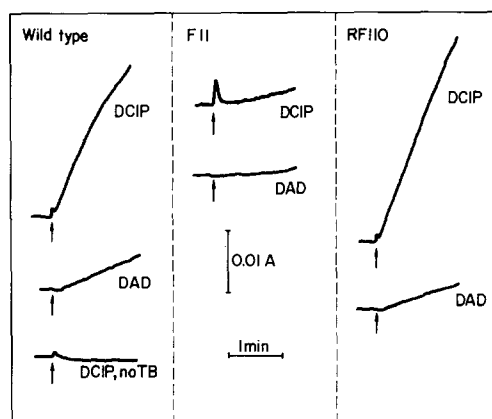 Wild type
DCIP
DAD
DCIP, noTB
F11
DCIP
DAD
0.01 A
1min
RF110
DCIP
DAD